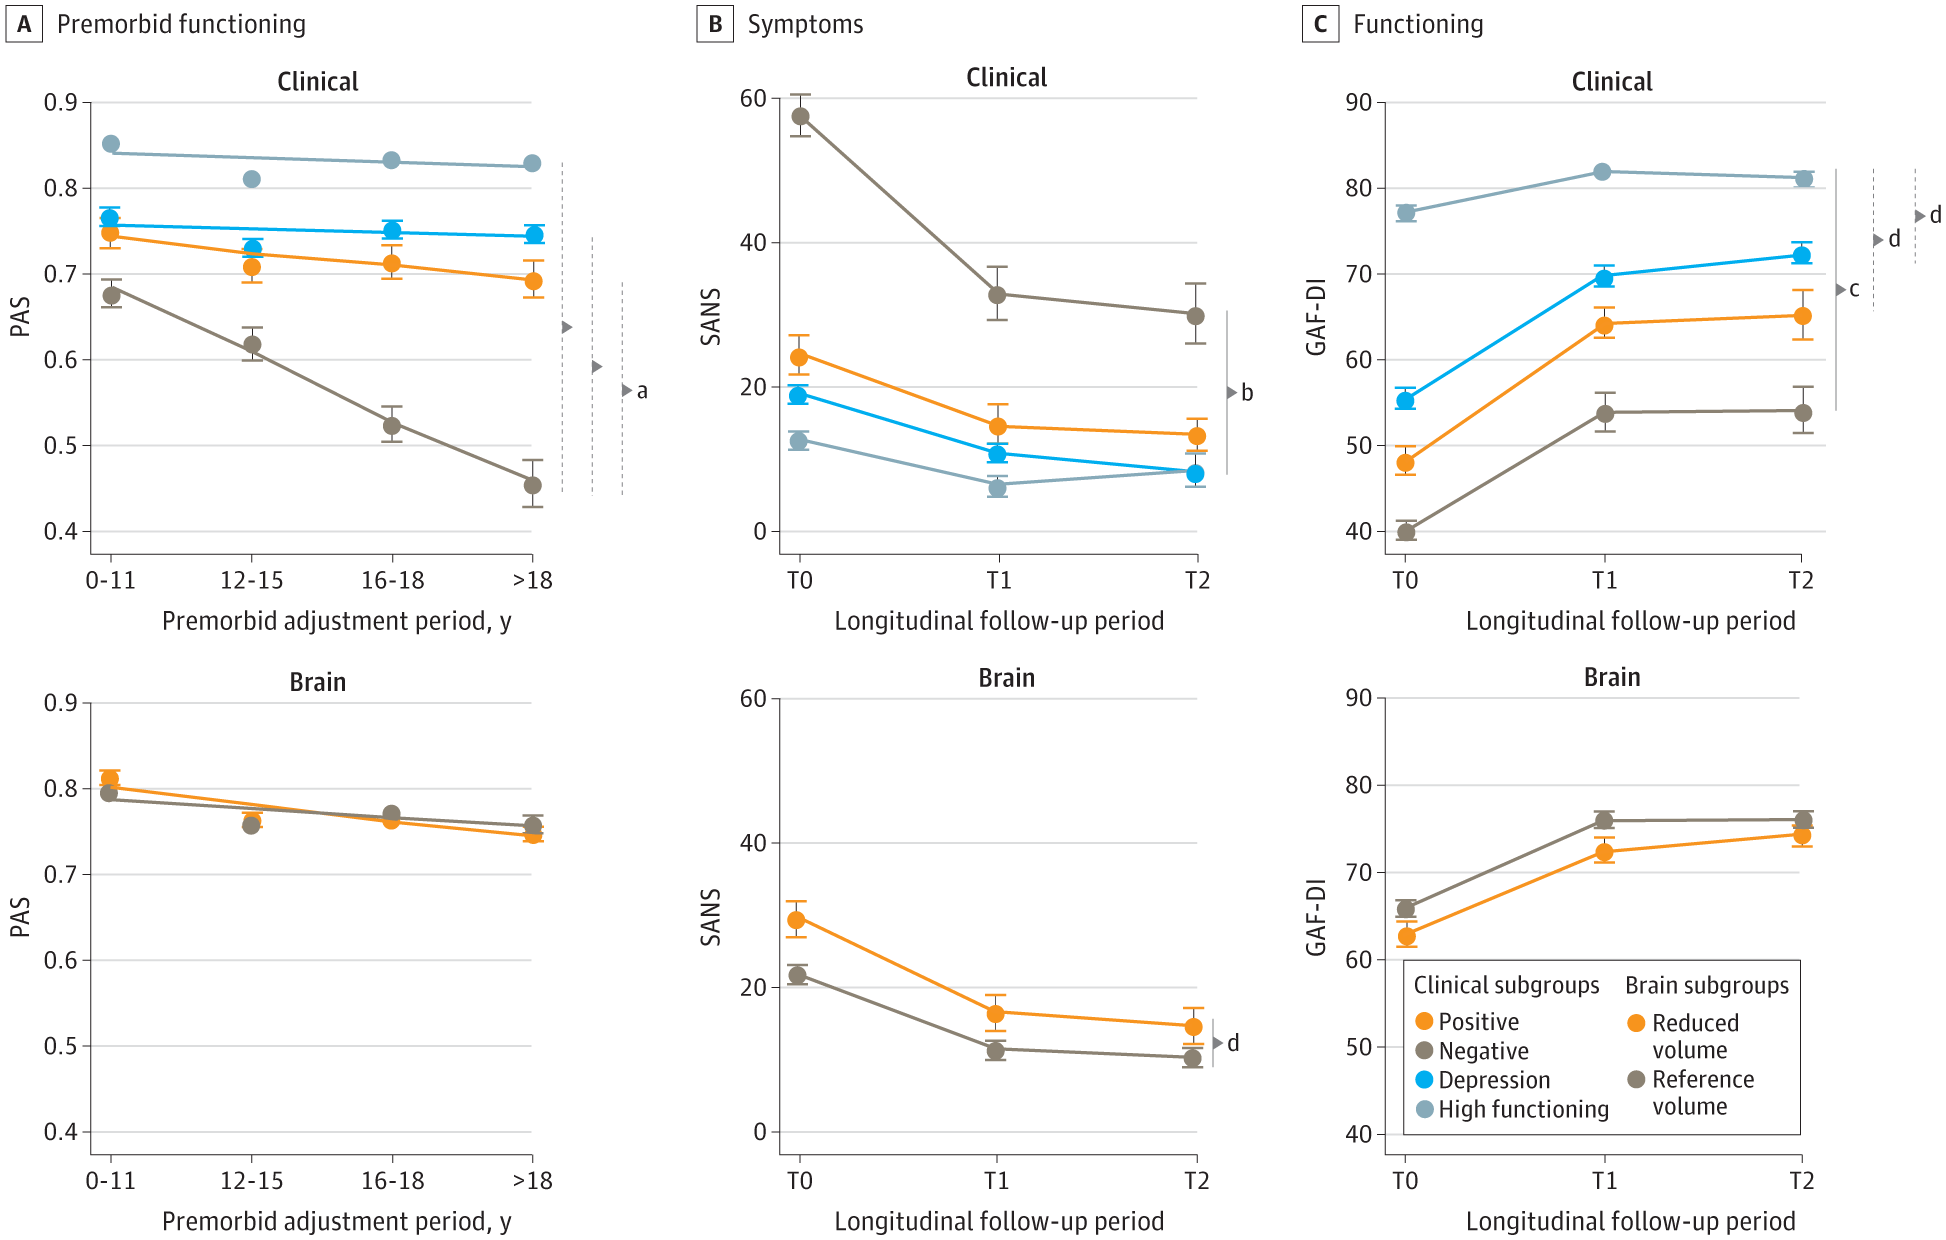 A Premorbid functioning
Clinical
0.9
0.8
0.7
0.6
0.5
0.4
PAS
0-11 12-15 16-18 >18
Premorbid adjustment period, y
a
Brain
0.9
0.8
0.7
0.6
0.5
0.4
PAS
0-11 12-15 16-18 >18
Premorbid adjustment period, y
B Symptoms
Clinical
60
40
20
0
SANS
T0 T1 T2
Longitudinal follow-up period
b
Brain
60
40
20
0
SANS
T0 T1 T2
Longitudinal follow-up period
d
C Functioning
Clinical
90
80
70
60
50
40
GAF-DI
T0 T1 T2
Longitudinal follow-up period
c
d
d
Brain
90
80
70
60
50
40
GAF-DI
T0 T1 T2
Longitudinal follow-up period
Clinical subgroups
Positive
Negative
Depression
High functioning
Brain subgroups
Reduced
volume
Reference
volume